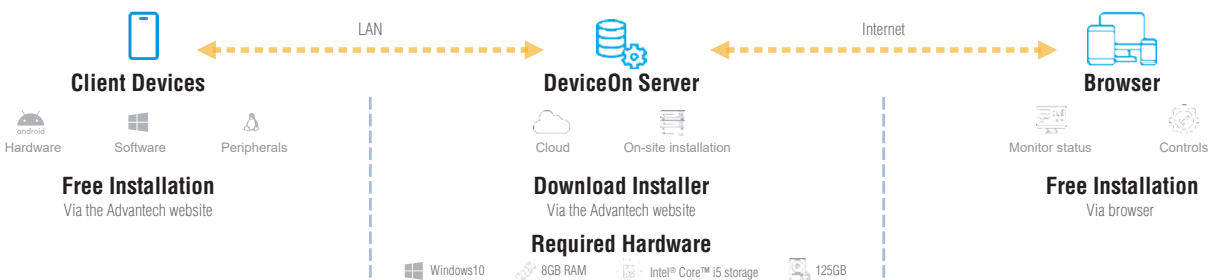 LAN
Internet
Client Devices
DeviceOn Server
Browser
android
Hardware
Software
Peripherals
Cloud
On-site installation
Monitor status
Controls
Free Installation
Via the Advantech website
Download Installer
Via the Advantech website
Free Installation
Via browser
Required Hardware
Windows10
8GB RAM
Intel® Core™ i5 storage
125GB